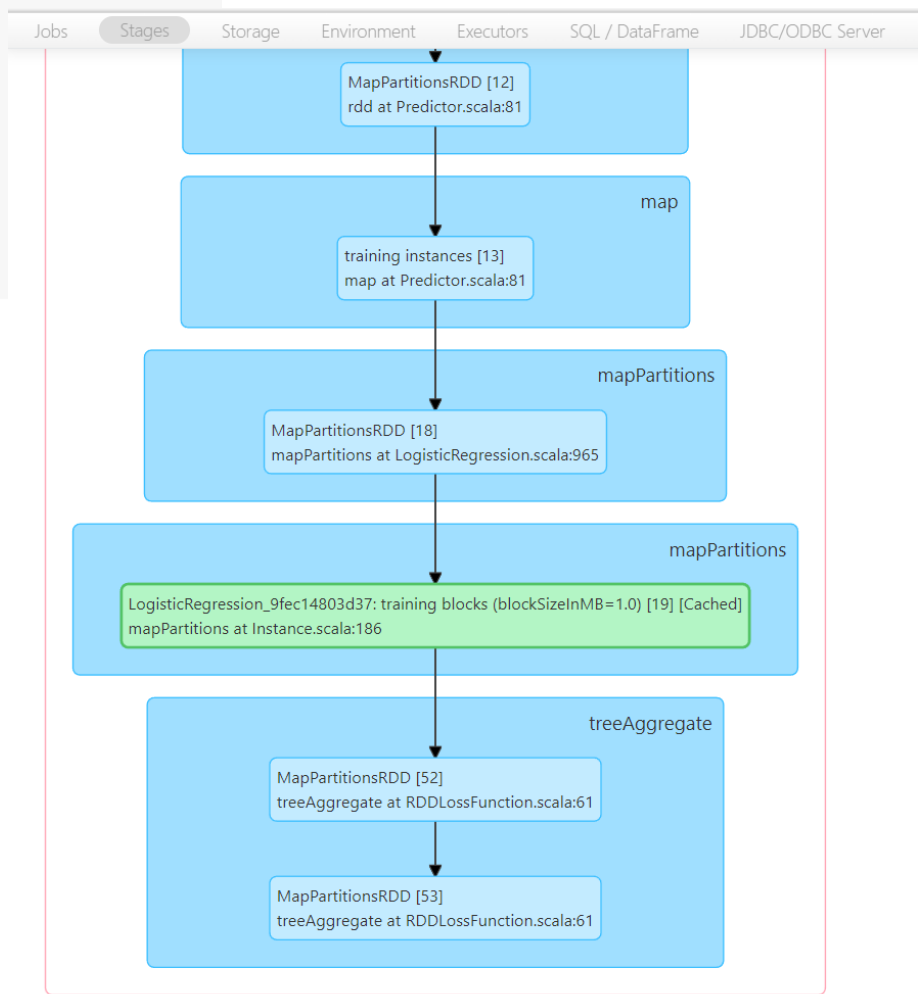 Jobs
Stages
Storage
Environment
Executors
SQL / DataFrame
JDBC/ODBC Server
MapPartitionsRDD [12]
rdd at Predictor.scala:81
map
training instances [13]
map at Predictor.scala:81
mapPartitions
MapPartitionsRDD [18]
mapPartitions at LogisticRegression.scala:965
mapPartitions
LogisticRegression_9fec14803d37: training blocks (blockSizeInMB=1.0) [19] [Cached]
mapPartitions at Instance.scala:186
treeAggregate
MapPartitionsRDD [52]
treeAggregate at RDDLossFunction.scala:61
MapPartitionsRDD [53]
treeAggregate at RDDLossFunction.scala:61